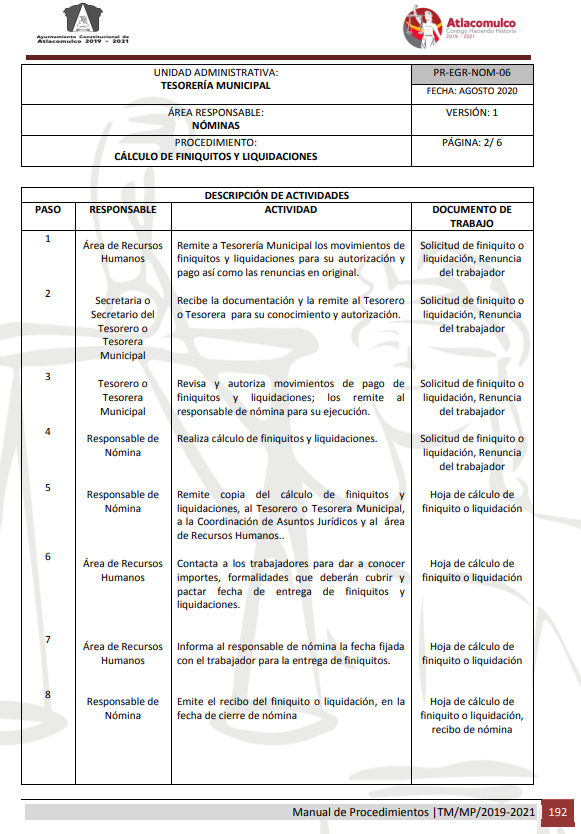 Ayuntamiento Constitucional de
Atlacomulco 2019 - 2021
Atlacomulco
Contigo Haciendo Historia
2019 - 2021
UNIDAD ADMINISTRATIVA:
TESORERÍA MUNICIPAL
PR-EGR-NOM-06
FECHA: AGOSTO 2020
ÁREA RESPONSABLE:
NÓMINAS
VERSIÓN: 1
PROCEDIMIENTO:
CÁLCULO DE FINIQUITOS Y LIQUIDACIONES
PÁGINA: 2/ 6
DESCRIPCIÓN DE ACTIVIDADES
PASO
RESPONSABLE
ACTIVIDAD
DOCUMENTO DE
TRABAJO
1
Área de Recursos
Humanos
Remite a Tesorería Municipal los movimientos de
finiquitos y liquidaciones para su autorización y
pago así como las renuncias en original.
Solicitud de finiquito o
liquidación, Renuncia
del trabajador
2
Secretaria o
Secretario del
Tesorero o
Tesorera
Municipal
Recibe la documentación y la remite al Tesorero
o Tesorera para su conocimiento y autorización.
Solicitud de finiquito o
liquidación, Renuncia
del trabajador
3
Tesorero o
Tesorera
Municipal
Revisa y autoriza movimientos de pago de
finiquitos y liquidaciones; los remite al
responsable de nómina para su ejecución.
Solicitud de finiquito o
liquidación, Renuncia
del trabajador
4
Responsable de
Nómina
Realiza cálculo de finiquitos y liquidaciones.
Solicitud de finiquito o
liquidación, Renuncia
del trabajador
5
Responsable de
Nómina
Remite copia del cálculo de finiquitos y
liquidaciones, al Tesorero o Tesorera Municipal,
a la Coordinación de Asuntos Jurídicos y al área
de Recursos Humanos..
Hoja de cálculo de
finiquito o liquidación
6
Área de Recursos
Humanos
Contacta a los trabajadores para dar a conocer
importes, formalidades que deberán cubrir y
pactar fecha de entrega de finiquitos y
liquidaciones.
Hoja de cálculo de
finiquito o liquidación
7
Área de Recursos
Humanos
Informa al responsable de nómina la fecha fijada
con el trabajador para la entrega de finiquitos.
Hoja de cálculo de
finiquito o liquidación
8
Responsable de
Nómina
Emite el recibo del finiquito o liquidación, en la
fecha de cierre de nómina
Hoja de cálculo de
finiquito o liquidación,
recibo de nómina
Manual de Procedimientos |TM/MP/2019-2021
192